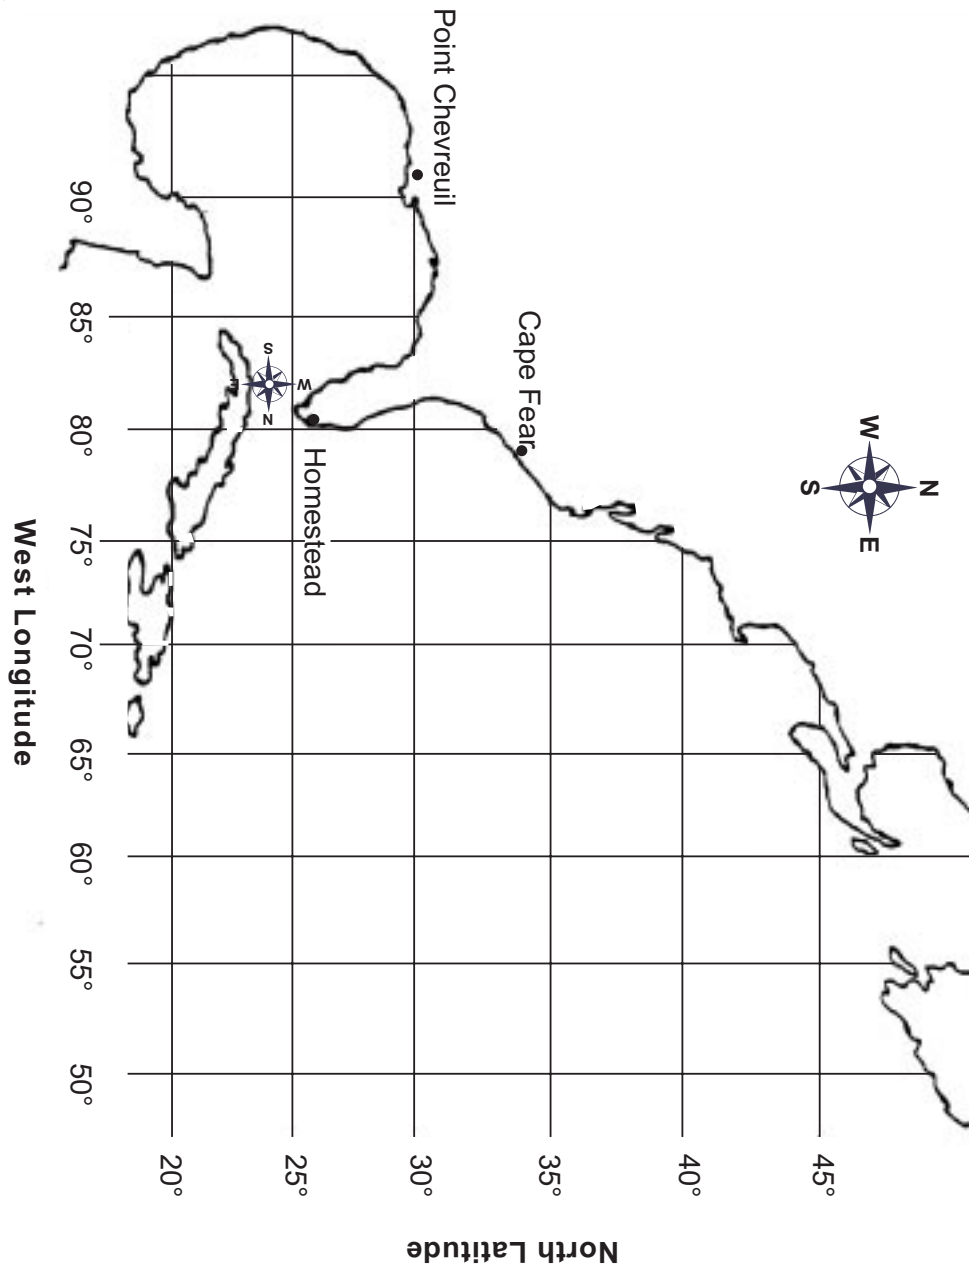 Point Chevreuil
Cape Fear
Homestead
W
N
S
E
S
W
E
N
90°
85°
80°
75°
70°
65°
60°
55°
50°
West Longitude
20°
25°
30°
35°
40°
45°
North Latitude